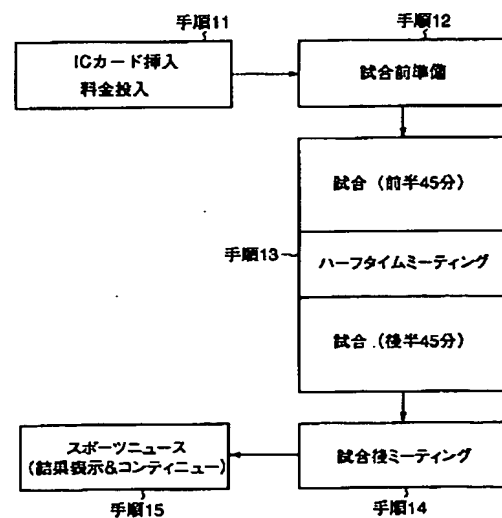 手順11
手順12
ICカード挿入
料金投入
試合前準備
試合（前半45分）
手順13
ハーフタイムミーティング
試合．（後半45分）
スポーツニュース
（結果表示&コンティニュー）
試合後ミーティング
手順15
手順14